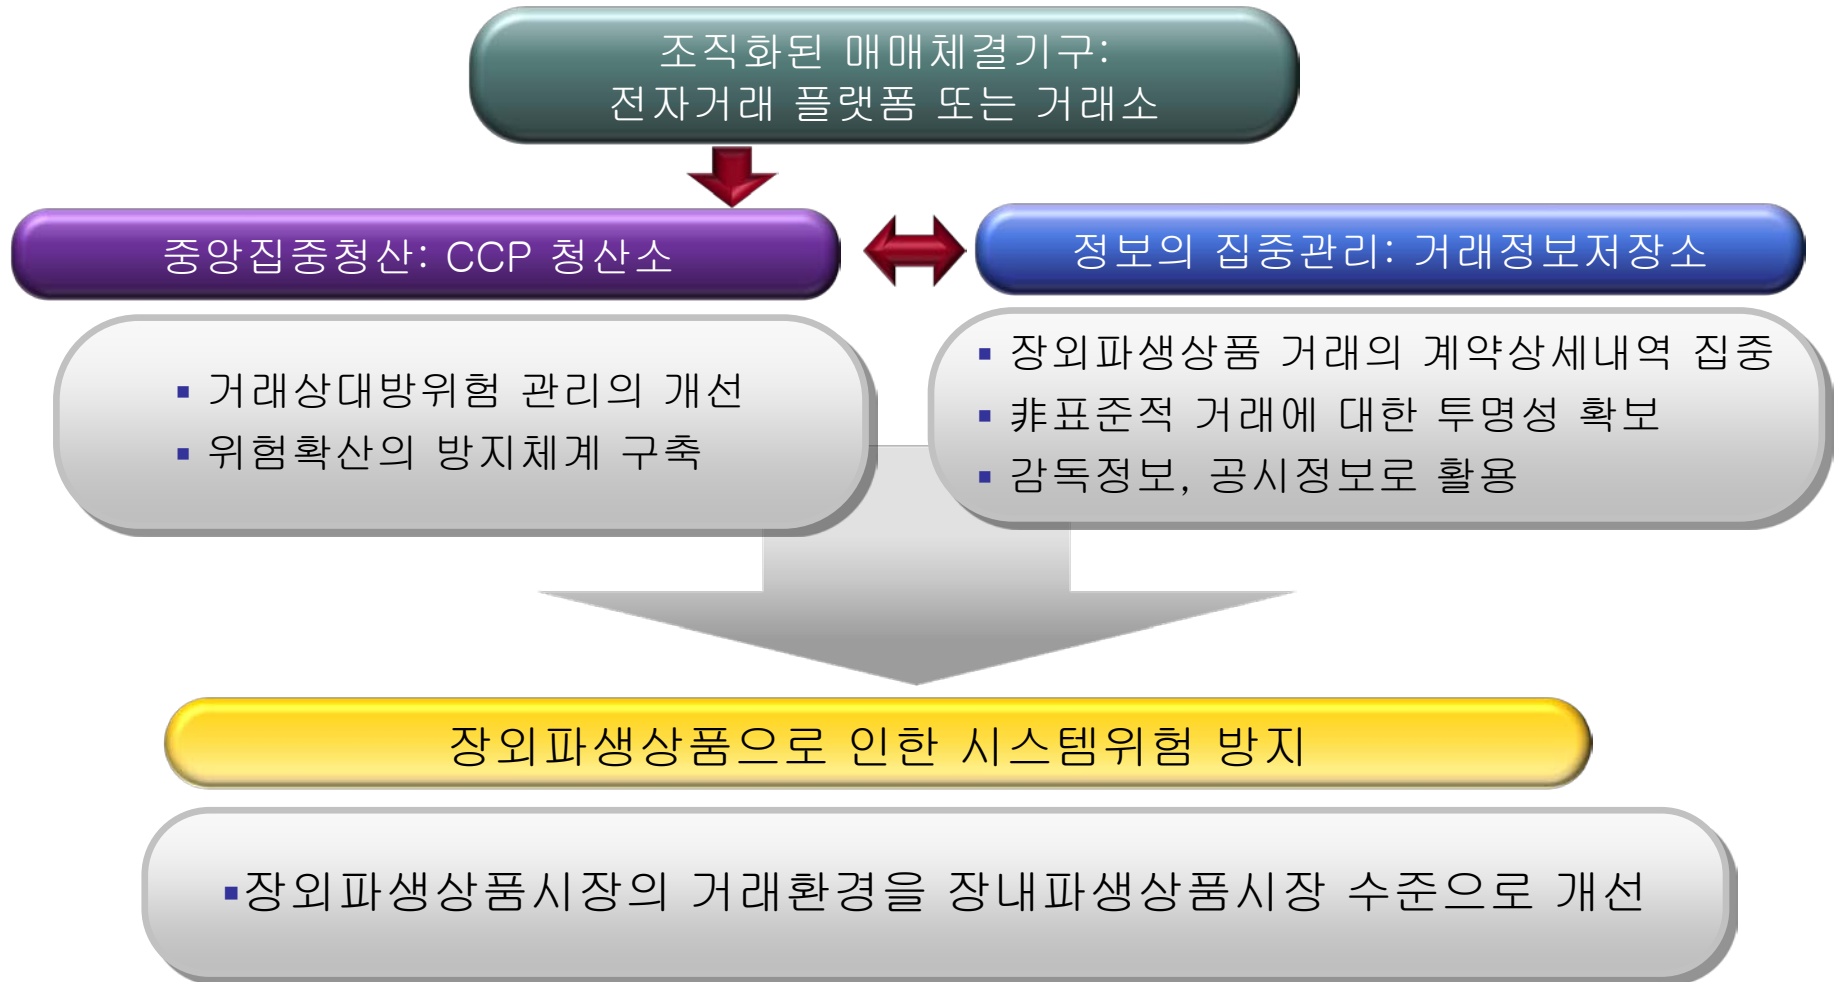 조직화된 매매체결기구:
전자거래 플랫폼 또는 거래소
중앙집중청산: CCP 청산소
정보의 집중관리: 거래정보저장소
▪ 거래상대방위험 관리의 개선
▪ 위험확산의 방지체계 구축
▪ 장외파생상품 거래의 계약상세내역 집중
▪ 非표준적 거래에 대한 투명성 확보
▪ 감독정보, 공시정보로 활용
장외파생상품으로 인한 시스템위험 방지
▪장외파생상품시장의 거래환경을 장내파생상품시장 수준으로 개선